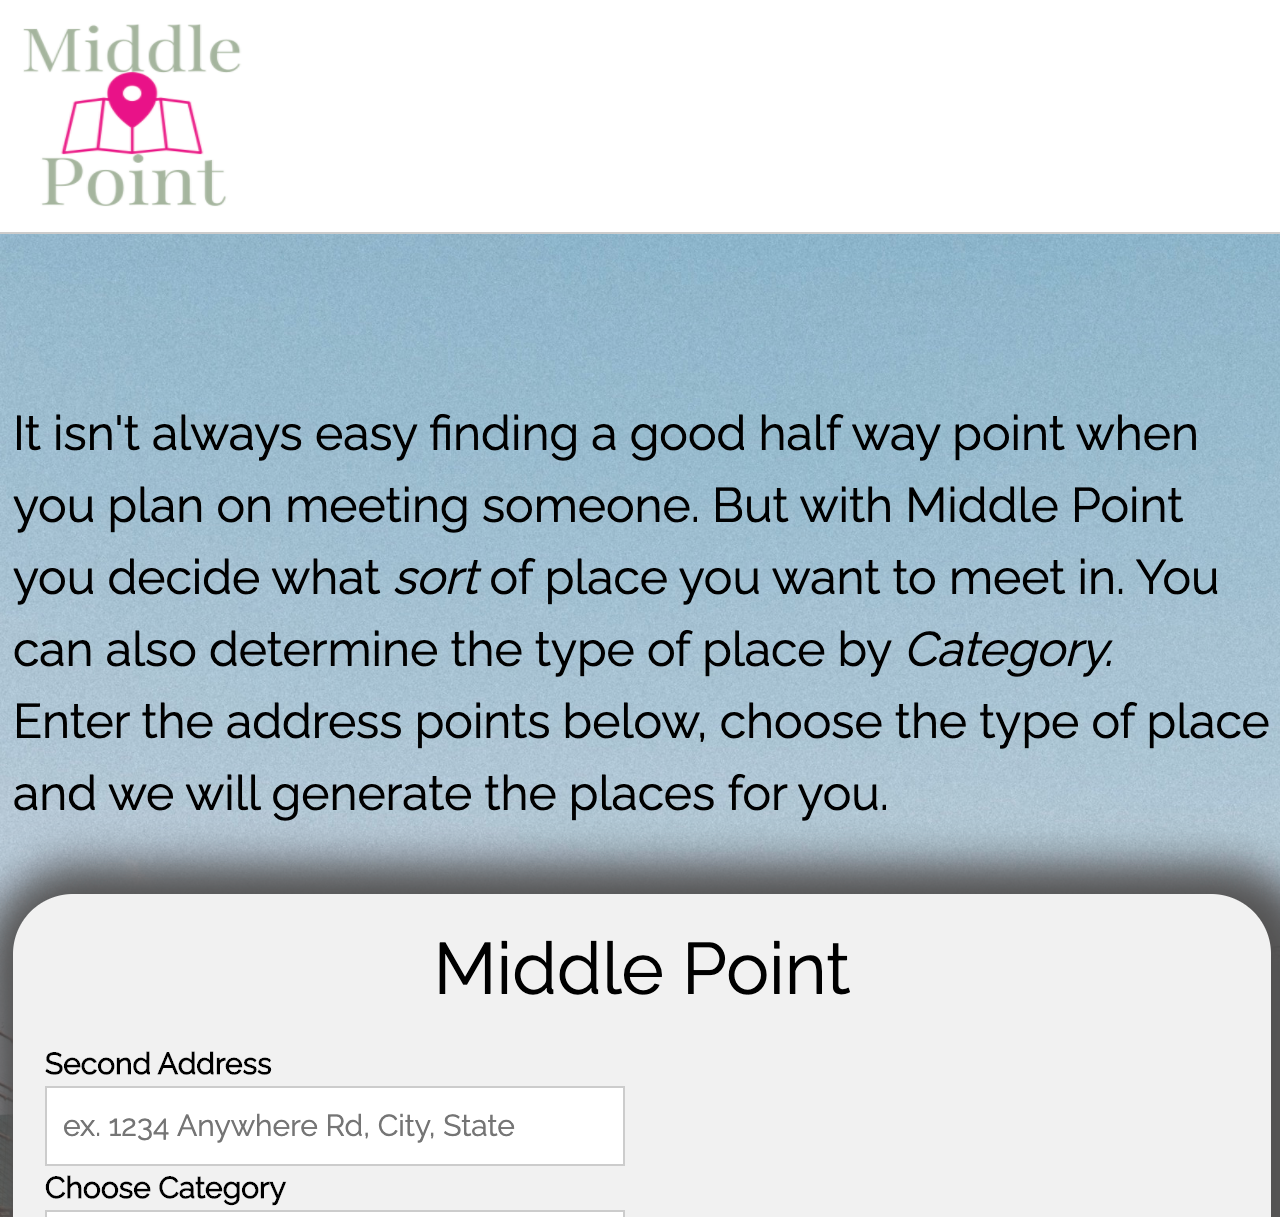 Middle
Point
It isn't always easy finding a good half way point when
you plan on meeting someone. But with Middle Point
you decide what sort of place you want to meet in. You
can also determine the type of place by Category.
Enter the address points below, choose the type of place
and we will generate the places for you.
Middle Point
Second Address
ex. 1234 Anywhere Rd, City, State
Choose Category